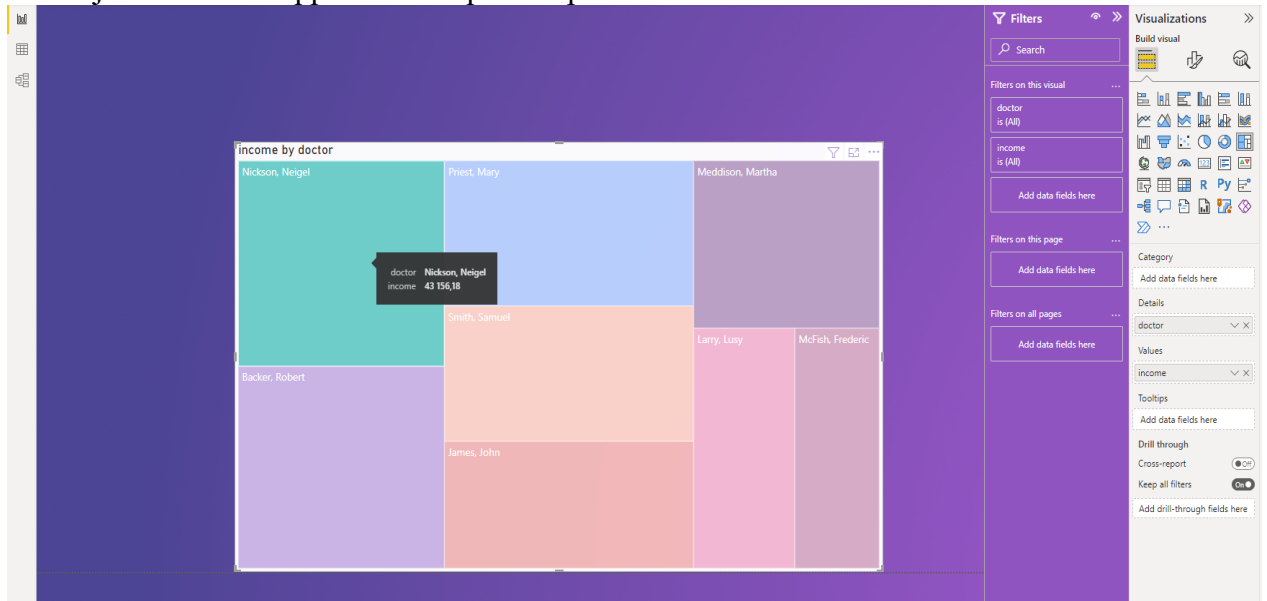 income by doctor
Nickson, Neigel
Priest, Mary
Meddison, Martha
doctor Nickson, Neigel
income 43 156,18
Smith, Samuel
Larry, Lusy
McFish, Frederic
Backer, Robert
James, John
Filters
Search
Filters on this visual
doctor
is (All)
income
is (All)
Add data fields here
Filters on this page
Add data fields here
Filters on all pages
Add data fields here
Visualizations
Build visual
R
Py
Category
Add data fields here
Details
doctor
Values
income
Tooltips
Add data fields here
Drill through
Cross-report
Off
Keep all filters
On
Add drill-through fields here